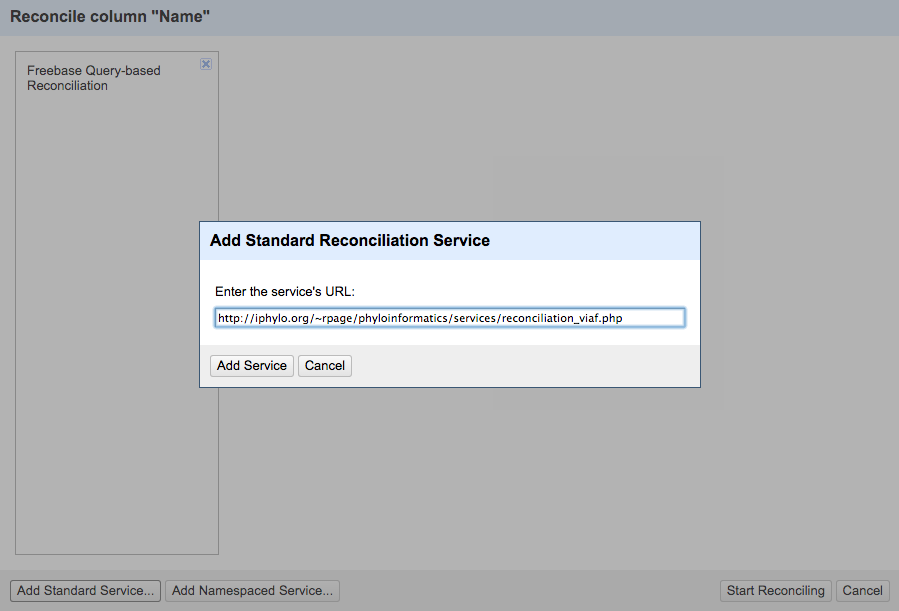 Reconcile column "Name"
Freebase Query-based
Reconciliation
Add Standard Reconciliation Service
Enter the service's URL:
http://iphylo.org/~rpage/phyloinformatics/services/reconciliation_viaf.php
Add Service Cancel
Add Standard Service... Add Namespaced Service... Start Reconciling Cancel